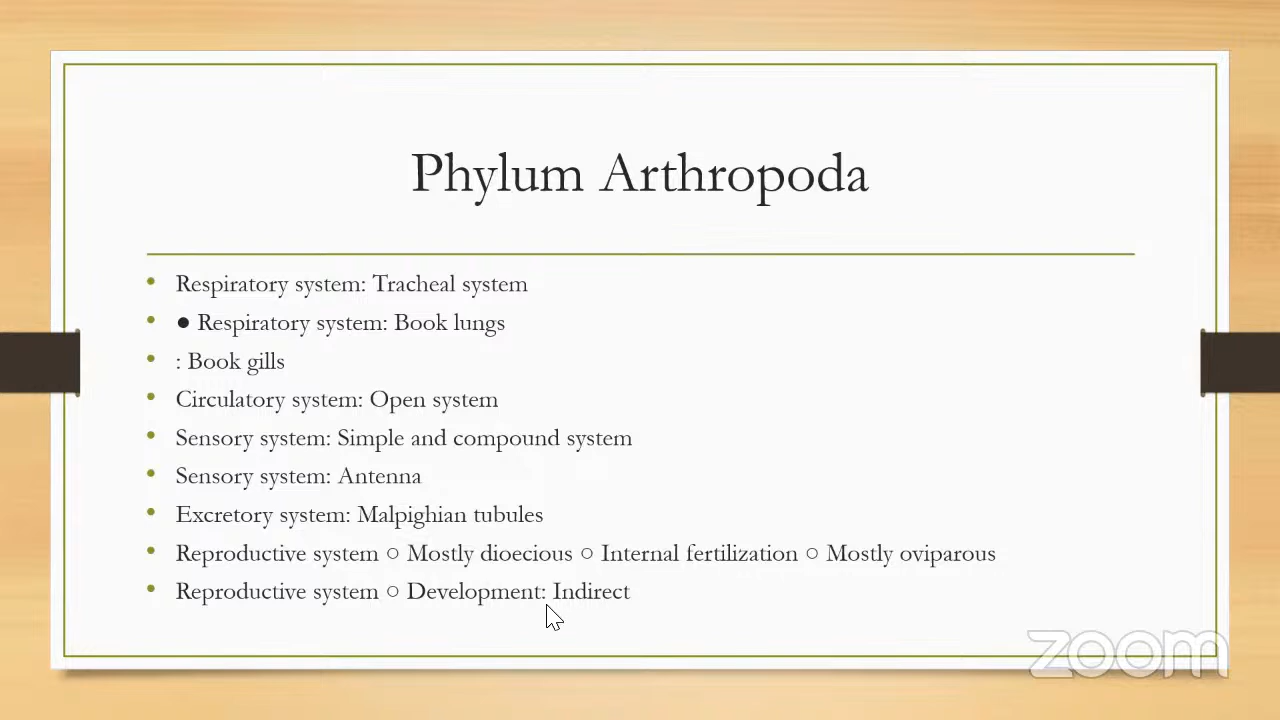 Phylum Arthropoda
• Respiratory system: Tracheal system
• ● Respiratory system: Book lungs
• : Book gills
• Circulatory system: Open system
• Sensory system: Simple and compound system
• Sensory system: Antenna
• Excretory system: Malpighian tubules
• Reproductive system ○ Mostly dioecious ○ Internal fertilization ○ Mostly oviparous
• Reproductive system ○ Development: Indirect
zoom